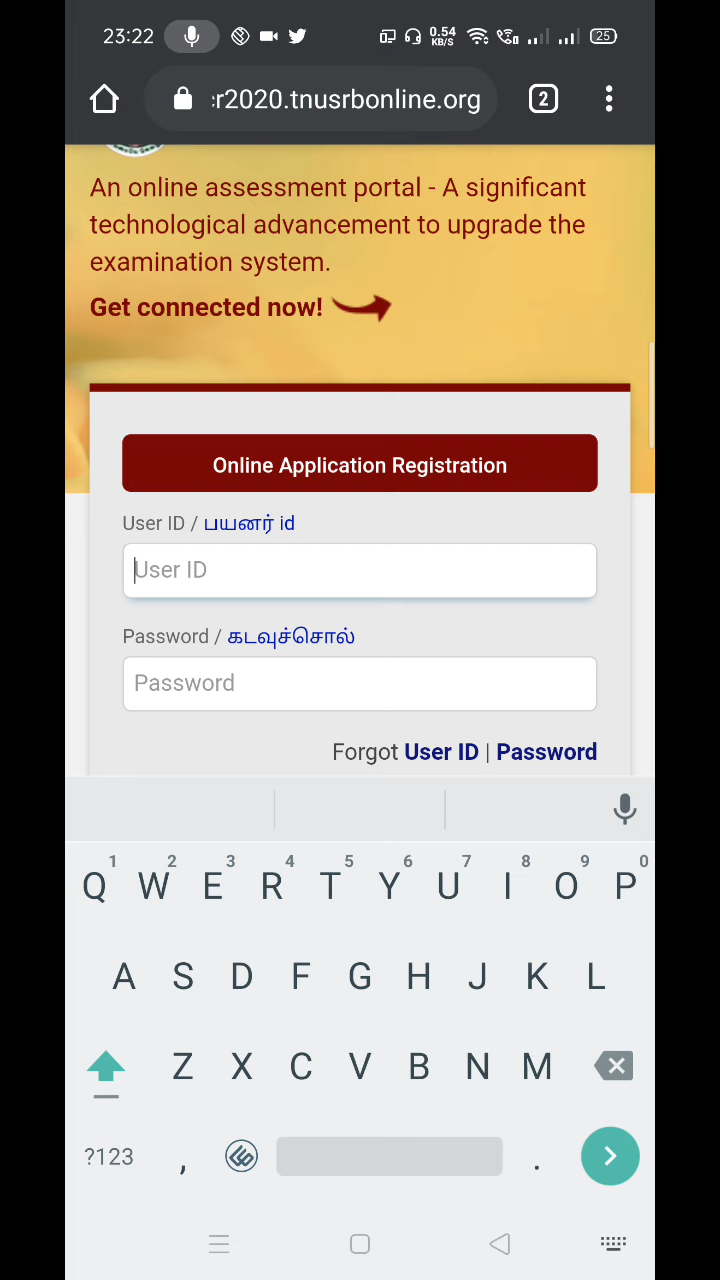 23:22 0.54 KB/S 25
:r2020.tnusrbonline.org 2
An online assessment portal - A significant
technological advancement to upgrade the
examination system.
Get connected now!
Online Application Registration
User ID / பயனர் id
User ID
Password / கடவுச்சொல்
Password
Forgot User ID | Password
1 2 3 4 5 6 7 8 9 0
Q W E R T Y U I O P
A S D F G H J K L
Z X C V B N M
?123 , .